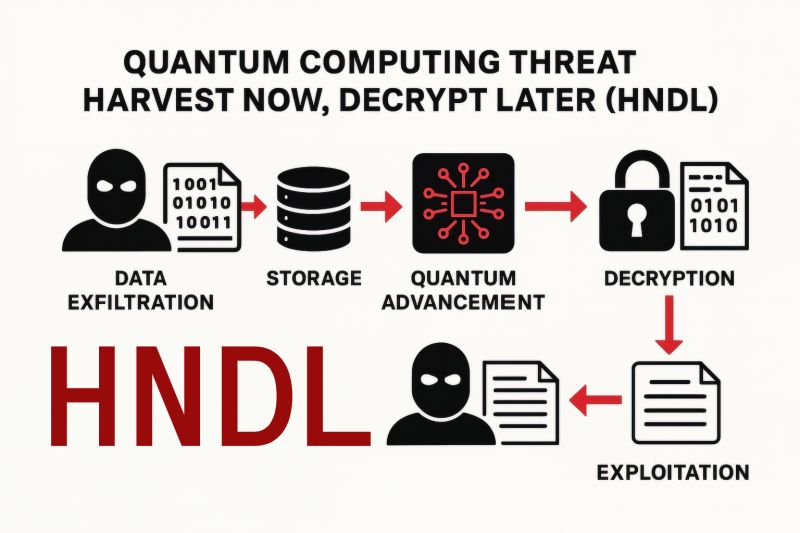 QUANTUM COMPUTING THREAT
HARVEST NOW, DECRYPT LATER (HNDL)
1001
01010
10011
0101
1010
DATA
EXFILTRATION
STORAGE
QUANTUM
ADVANCEMENT
DECRYPTION
HNDL
EXPLOITATION